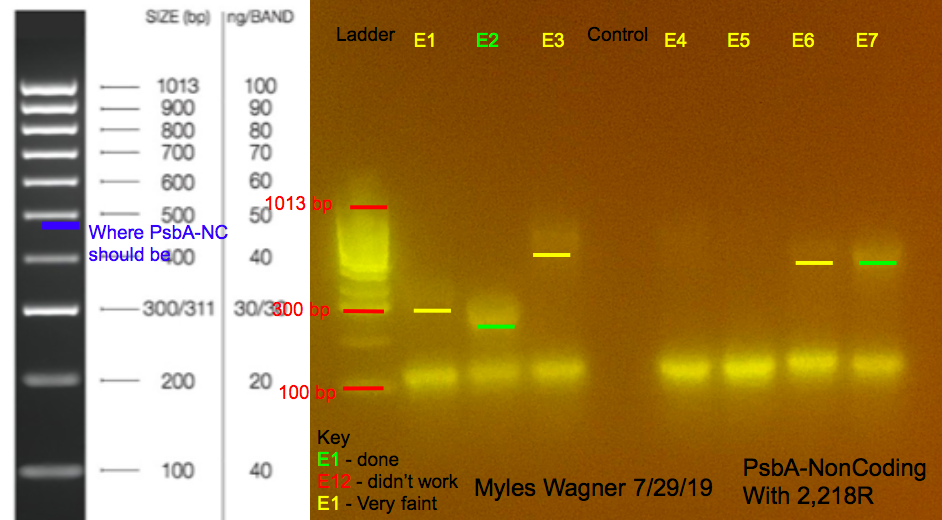 SIZE (bp) ng/BAND
1013 100
900 90
800 80
700 70
600 60
500 50
Where PsbA-NC
should be
400 40
300/311 30/30
200 20
100 40
Ladder E1 E2 E3 Control E4 E5 E6 E7
1013 bp
300 bp
100 bp
Key
E1 - done
E12 - didn't work
E1 - Very faint
Myles Wagner 7/29/19
PsbA-NonCoding
With 2,218R